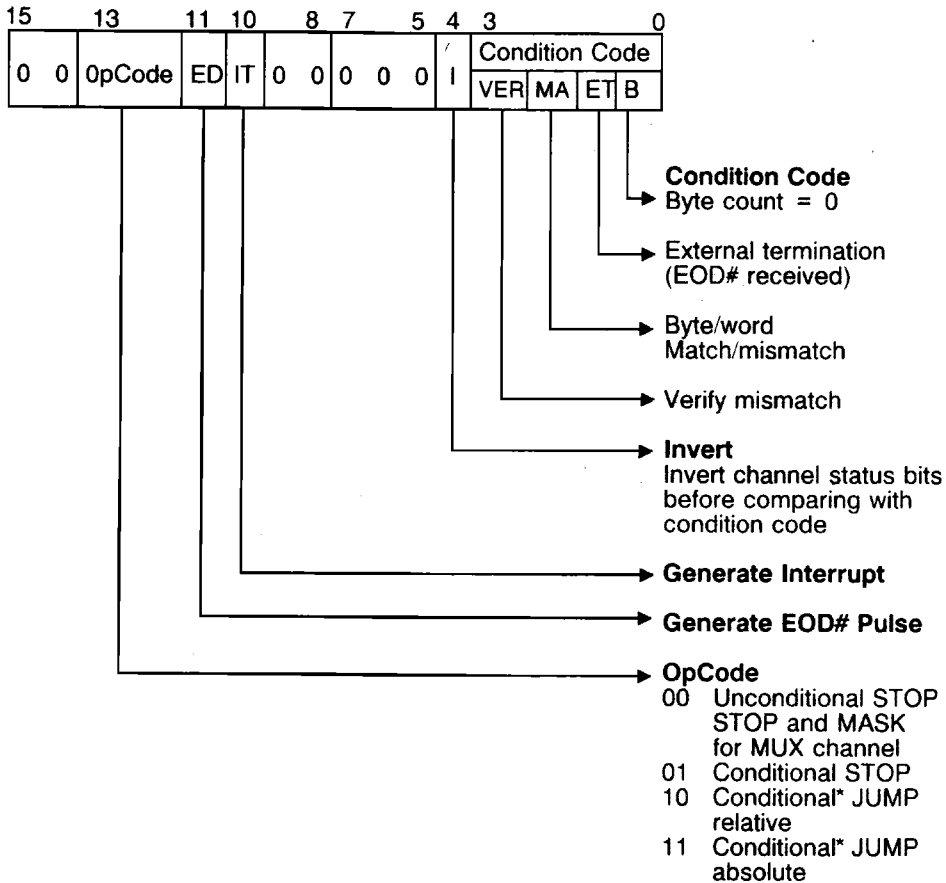 15 13 11 10 8 7 5 4 3 0
Condition Code
0 0 0pCode ED IT 0 0 0 0 0 I
VER MA ET B
Condition Code
Byte count = 0
External termination
(EOD# received)
Byte/word
Match/mismatch
Verify mismatch
Invert
Invert channel status bits
before comparing with
condition code
Generate Interrupt
Generate EOD# Pulse
OpCode
00 Unconditional STOP
STOP and MASK
for MUX channel
01 Conditional STOP
10 Conditional* JUMP
relative
11 Conditional* JUMP
absolute